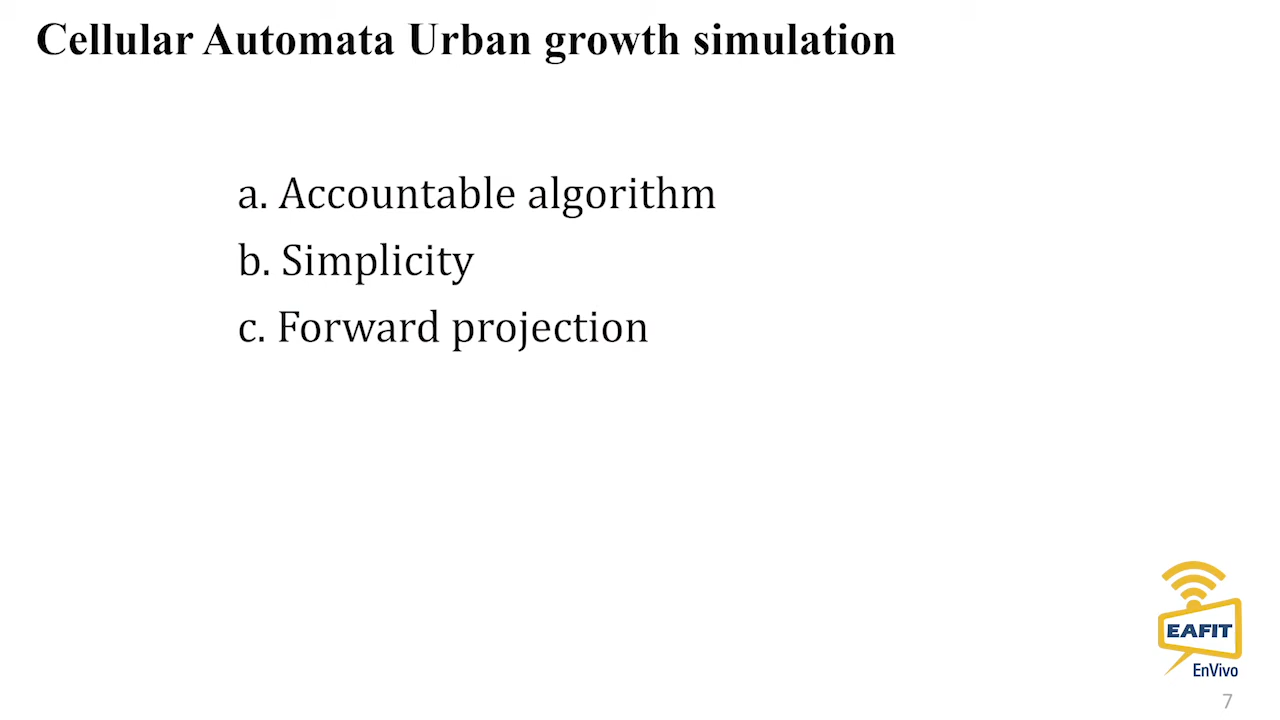 Cellular Automata Urban growth simulation
a. Accountable algorithm
b. Simplicity
c. Forward projection
EAFIT
EnVivo
7